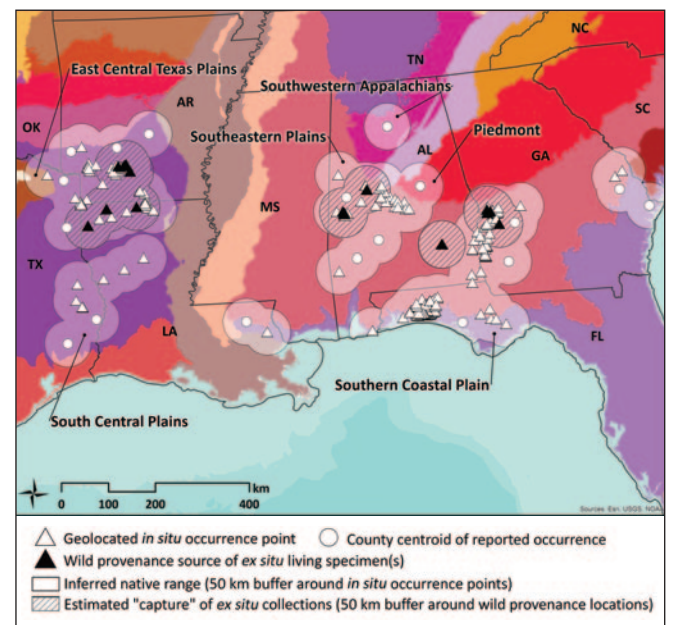 NC
TN
East Central Texas Plains
Southwestern Appalachians
AR
SC
OK
Southeastern Plains
Piedmont
AL
GA
MS
TX
LA
FL
Southern Coastal Plain
South Central Plains
km
0 100 200 400
Sources: Esri, USGS, NOAA
△ Geolocated in situ occurrence point ○ County centroid of reported occurrence
▲ Wild provenance source of ex situ living specimen(s)
Inferred native range (50 km buffer around in situ occurrence points)
Estimated "capture" of ex situ collections (50 km buffer around wild provenance locations)